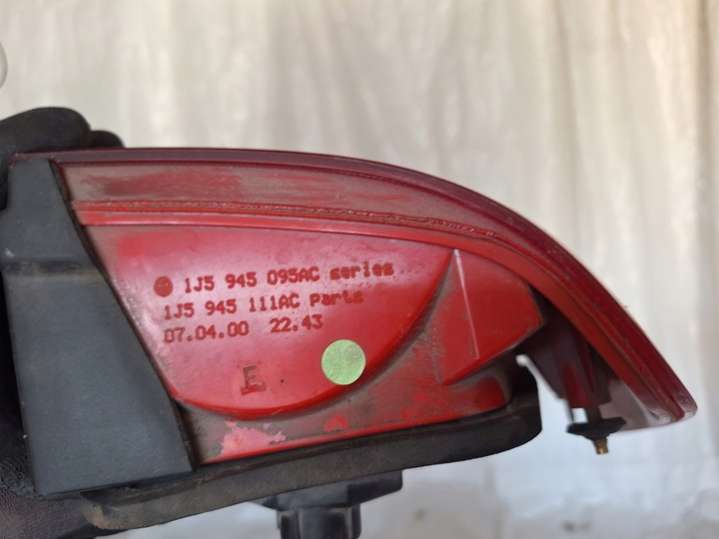 1J5 945 095AC series
1J5 945 111AC Parts
07.04.00 22.43
E